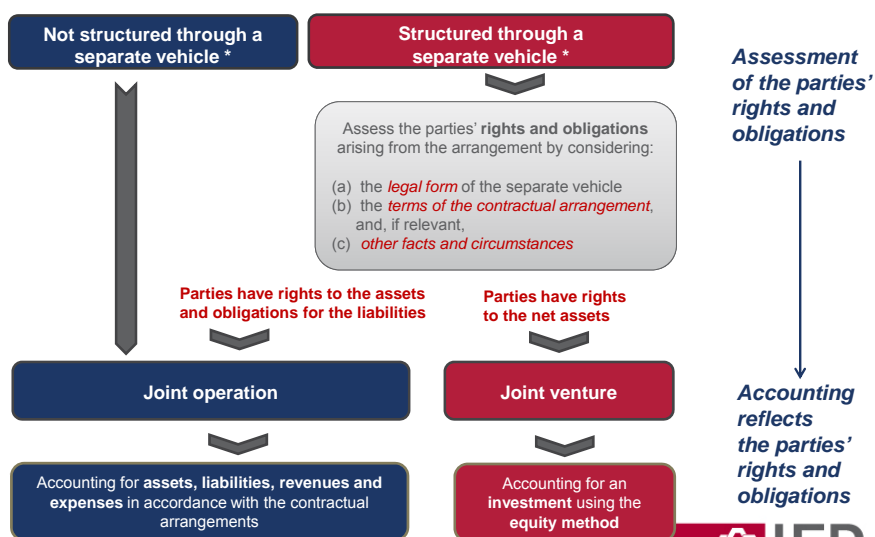 Not structured through a
separate vehicle *
Structured through a
separate vehicle *
Assessment
of the parties’
rights and
obligations
Assess the parties’ rights and obligations
arising from the arrangement by considering:
(a) the legal form of the separate vehicle
(b) the terms of the contractual arrangement,
and, if relevant,
(c) other facts and circumstances
Parties have rights to the assets
and obligations for the liabilities
Parties have rights
to the net assets
Joint operation
Joint venture
Accounting
reflects
the parties’
rights and
obligations
Accounting for assets, liabilities, revenues and
expenses in accordance with the contractual
arrangements
Accounting for an
investment using the
equity method